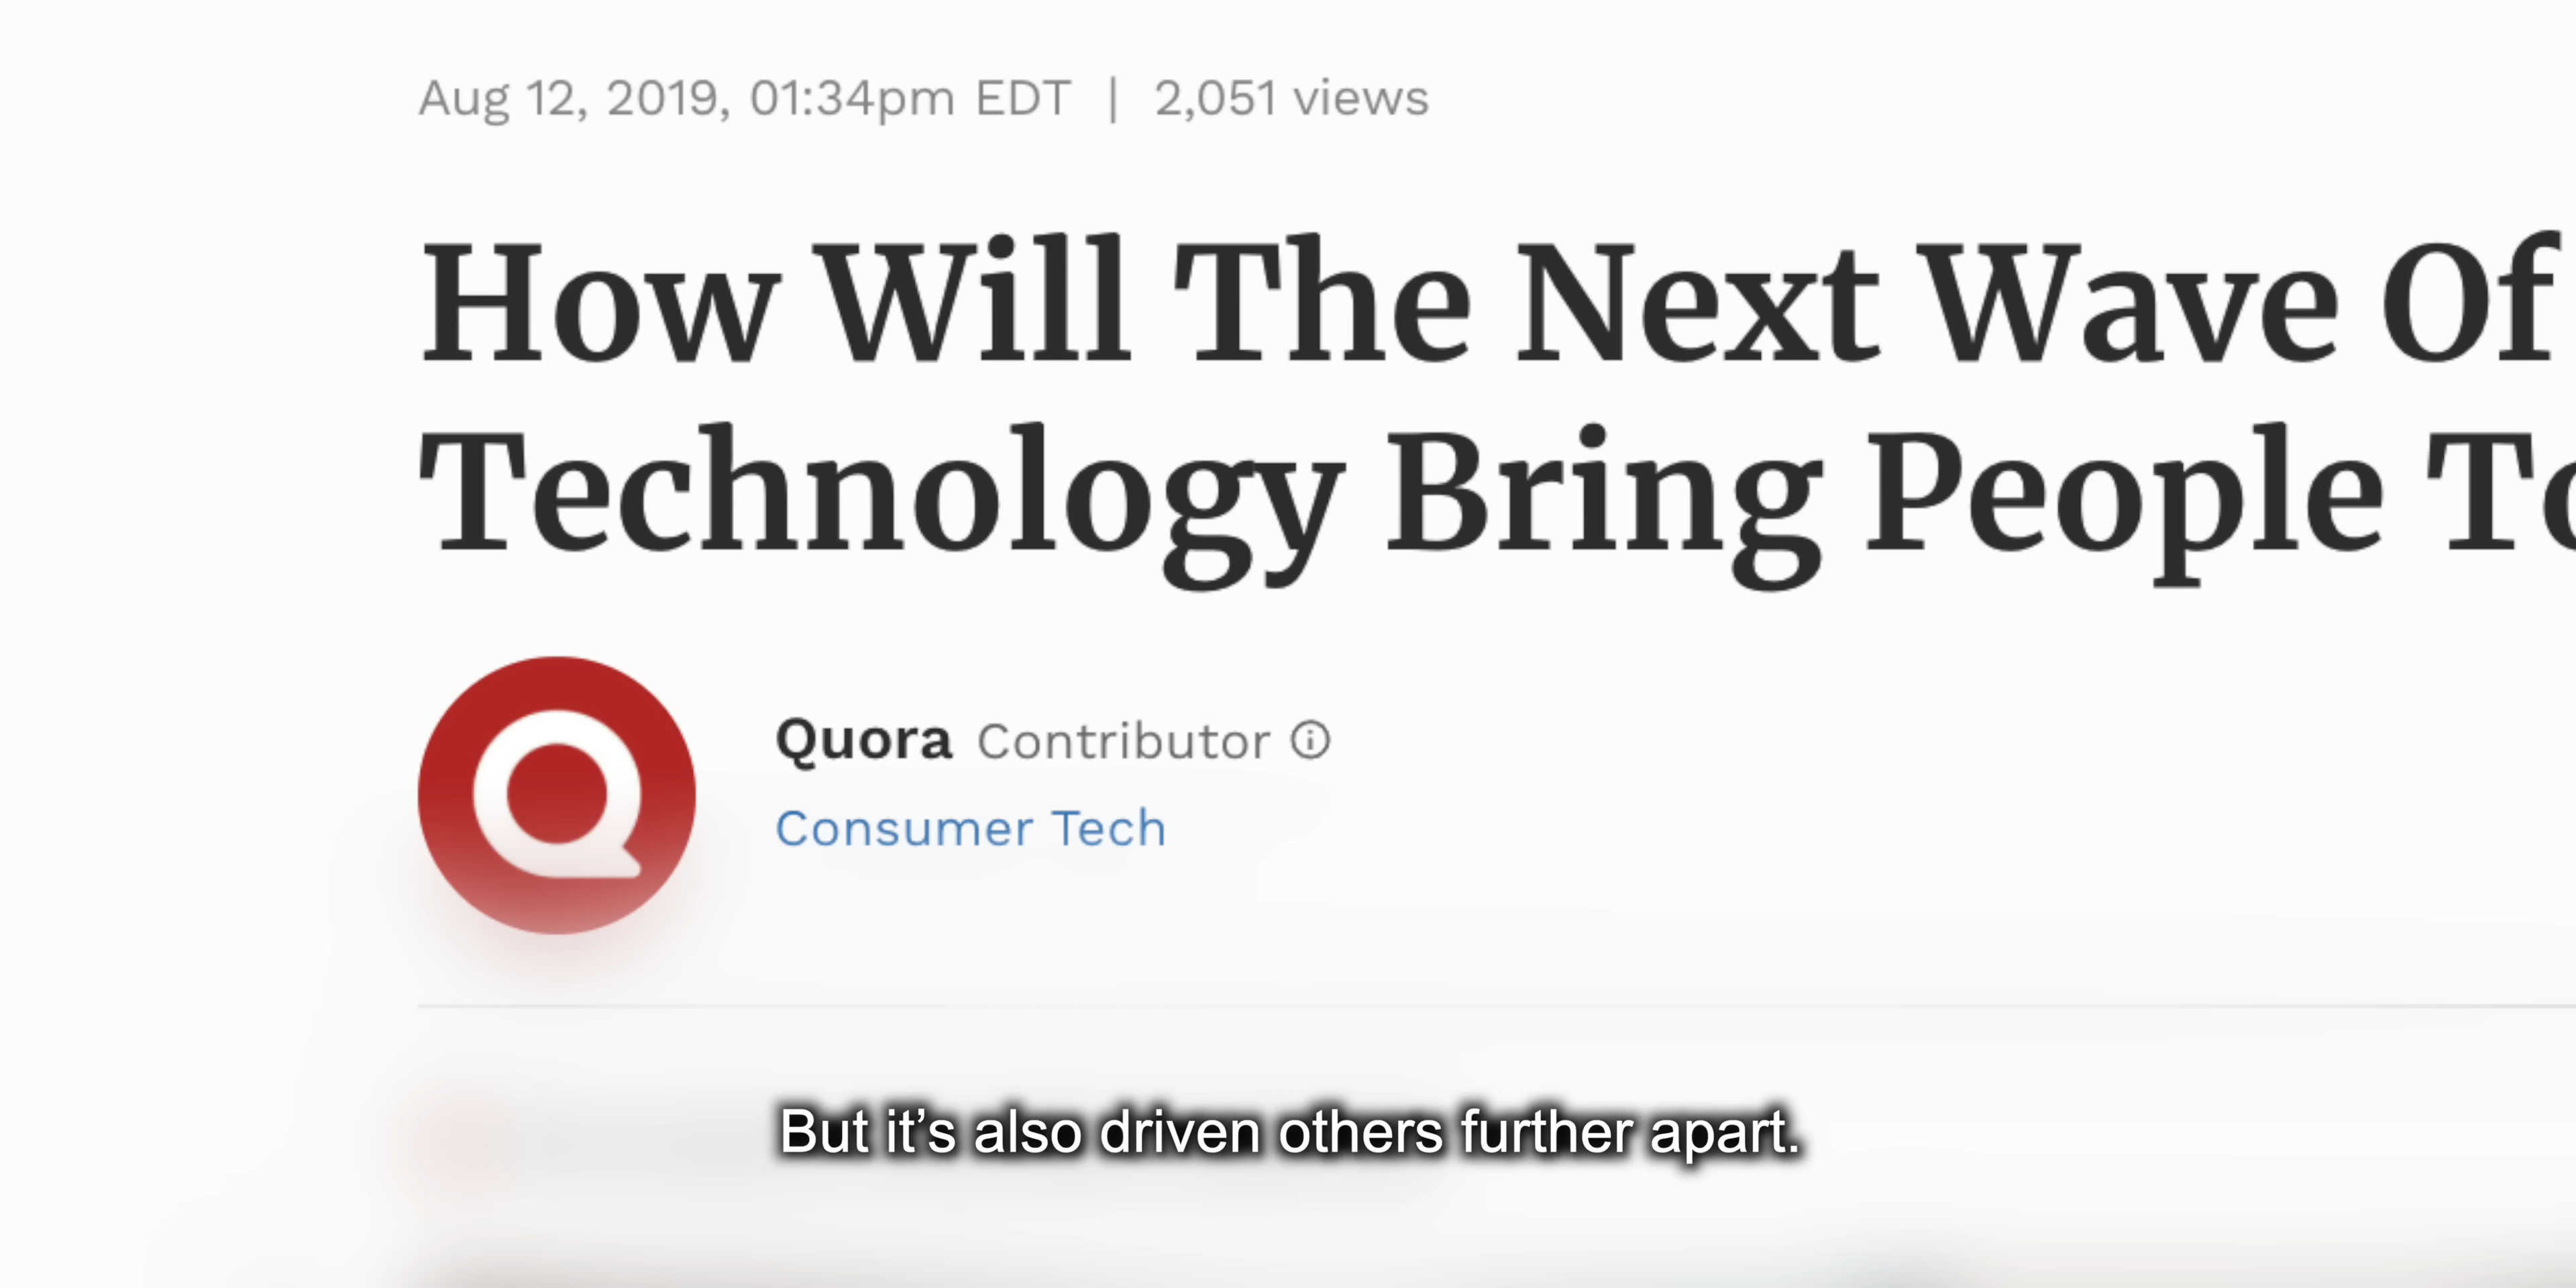 Aug 12, 2019, 01:34pm EDT | 2,051 views
How Will The Next Wave Of
Technology Bring People To
Quora Contributor
Consumer Tech
But it’s also driven others further apart.